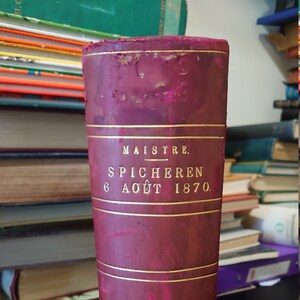 MAISTRE.
SPICHEREN
6 AOÛT 1870.